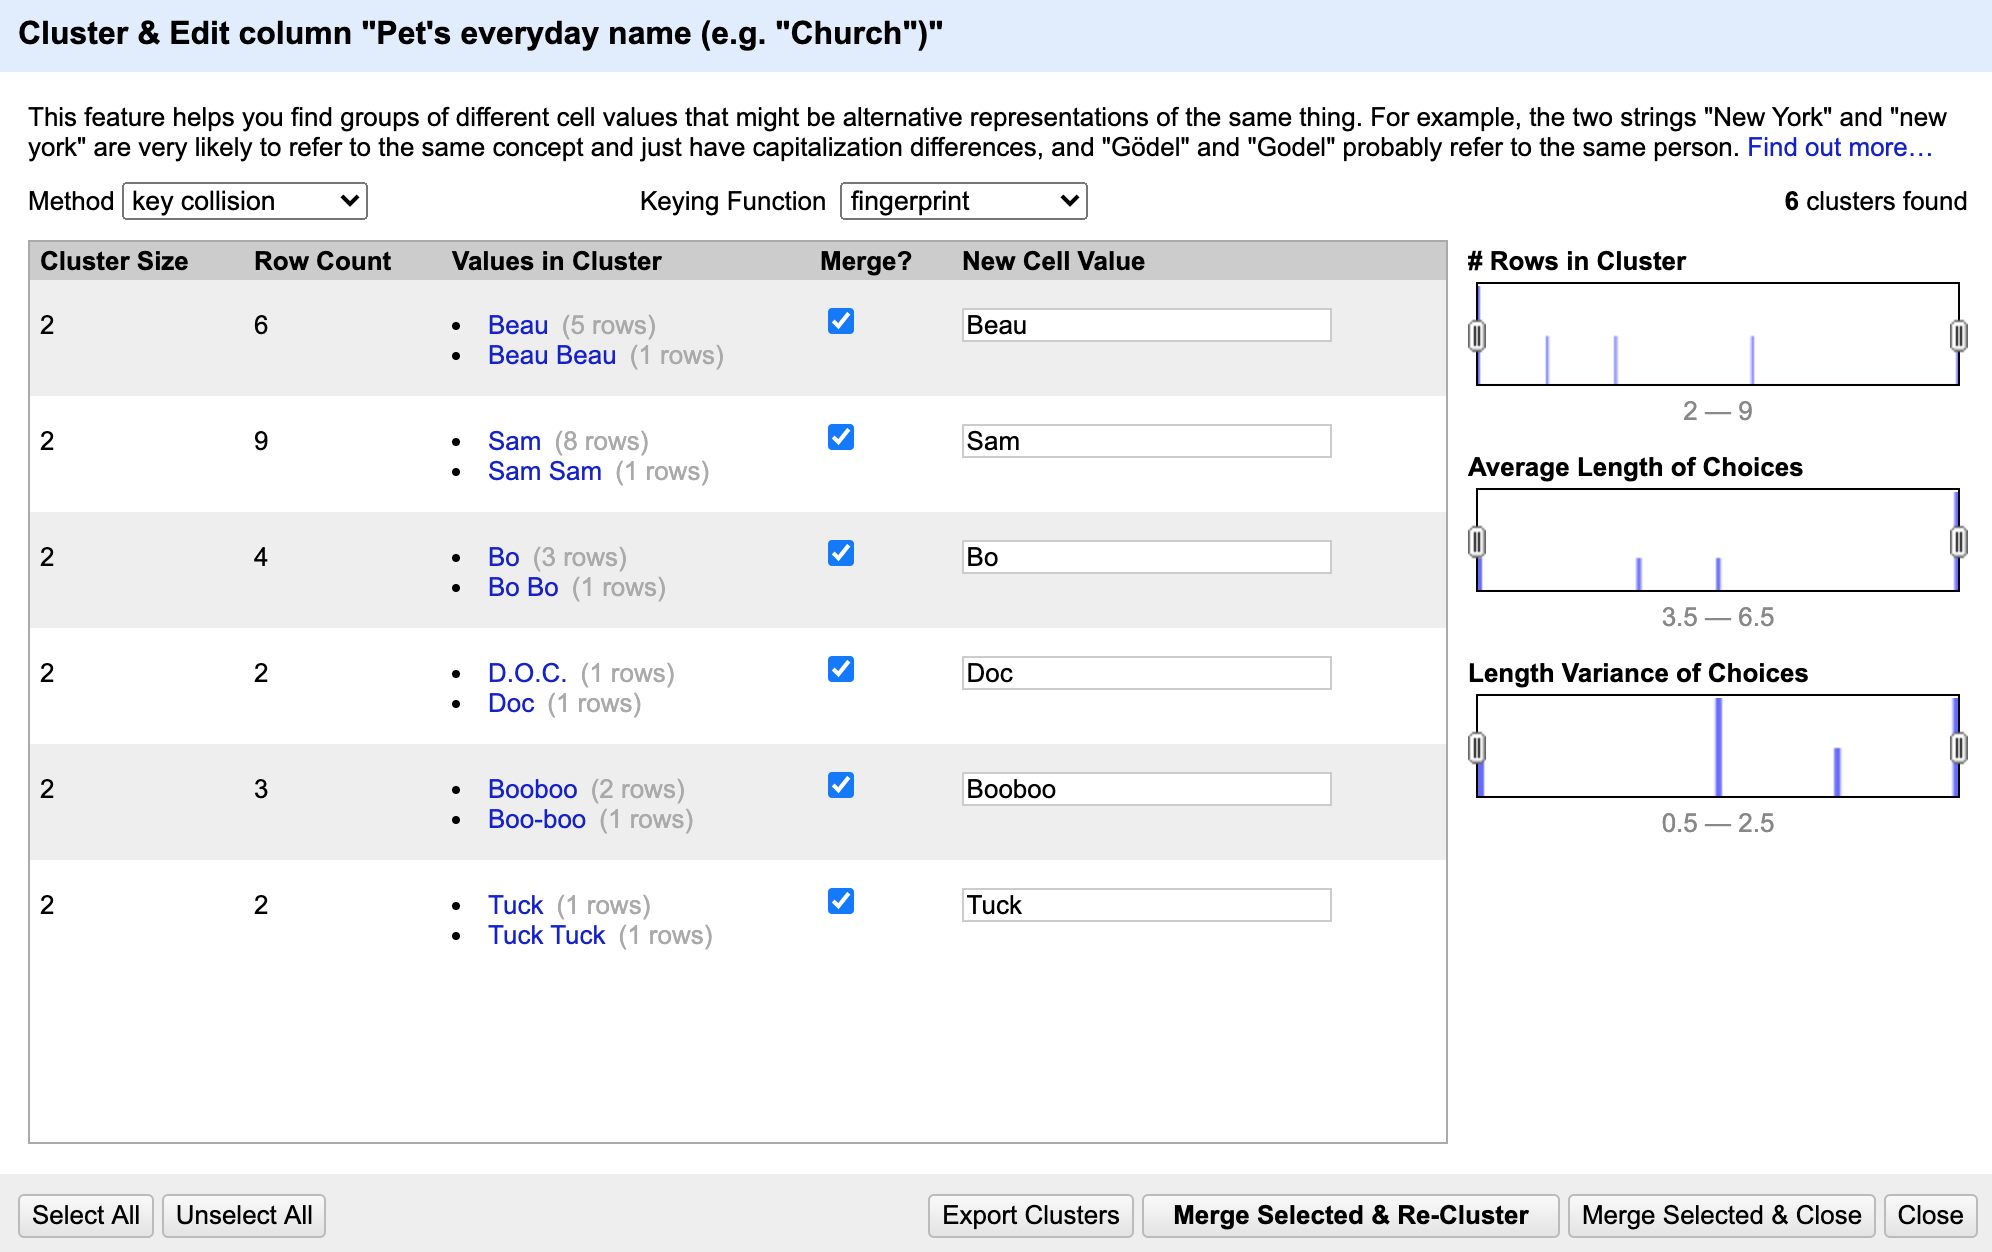 Cluster & Edit column "Pet's everyday name (e.g. "Church")"
This feature helps you find groups of different cell values that might be alternative representations of the same thing. For example, the two strings "New York" and "new
york" are very likely to refer to the same concept and just have capitalization differences, and "Gödel" and "Godel" probably refer to the same person. Find out more…
Method key collision Keying Function fingerprint 6 clusters found
Cluster Size Row Count Values in Cluster Merge? New Cell Value
2 6 • Beau (5 rows) Beau
• Beau Beau (1 rows)
2 9 • Sam (8 rows) Sam
• Sam Sam (1 rows)
2 4 • Bo (3 rows) Bo
• Bo Bo (1 rows)
2 2 • D.O.C. (1 rows) Doc
• Doc (1 rows)
2 3 • Booboo (2 rows) Booboo
• Boo-boo (1 rows)
2 2 • Tuck (1 rows) Tuck
• Tuck Tuck (1 rows)
# Rows in Cluster
2 — 9
Average Length of Choices
3.5 — 6.5
Length Variance of Choices
0.5 — 2.5
Select All Unselect All Export Clusters Merge Selected & Re-Cluster Merge Selected & Close Close